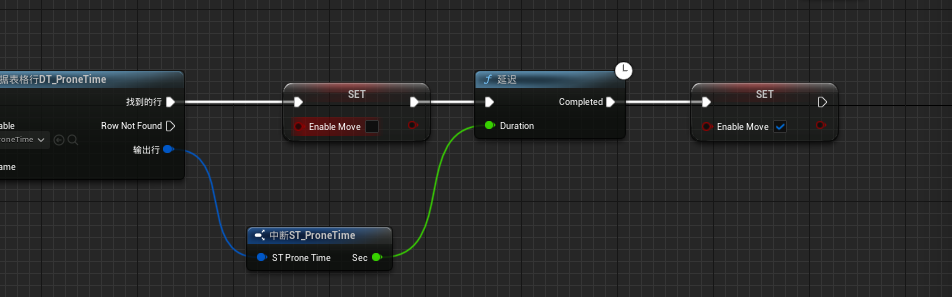 据表格行DT_ProneTime
找到的行
able
Row Not Found
roneTime
输出行
ame
SET
Enable Move
延迟
Completed
Duration
SET
Enable Move
中断ST_ProneTime
ST Prone Time
Sec